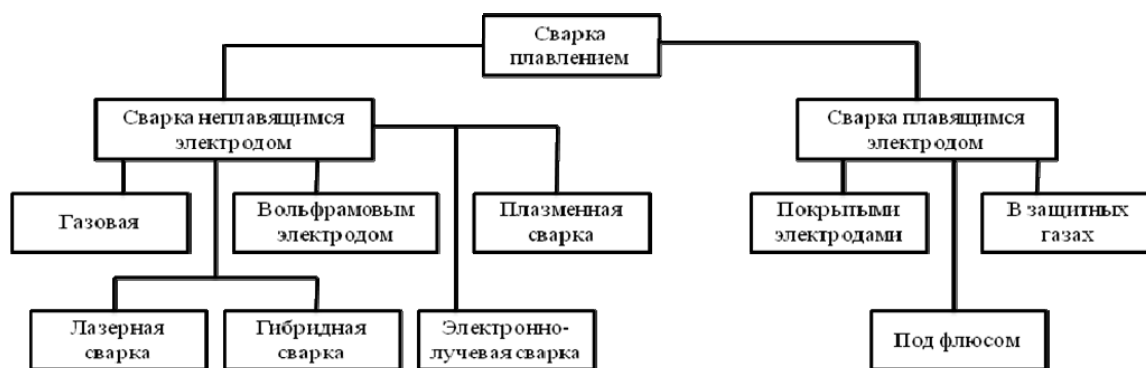 Сварка
плавлением
Сварка неплавящимся
электродом
Сварка плавящимся
электродом
Газовая
Вольфрамовым
электродом
Плазменная
сварка
Покрытыми
электродами
В защитных
газах
Лазерная
сварка
Гибридная
сварка
Электронно-
лучевая сварка
Под флюсом